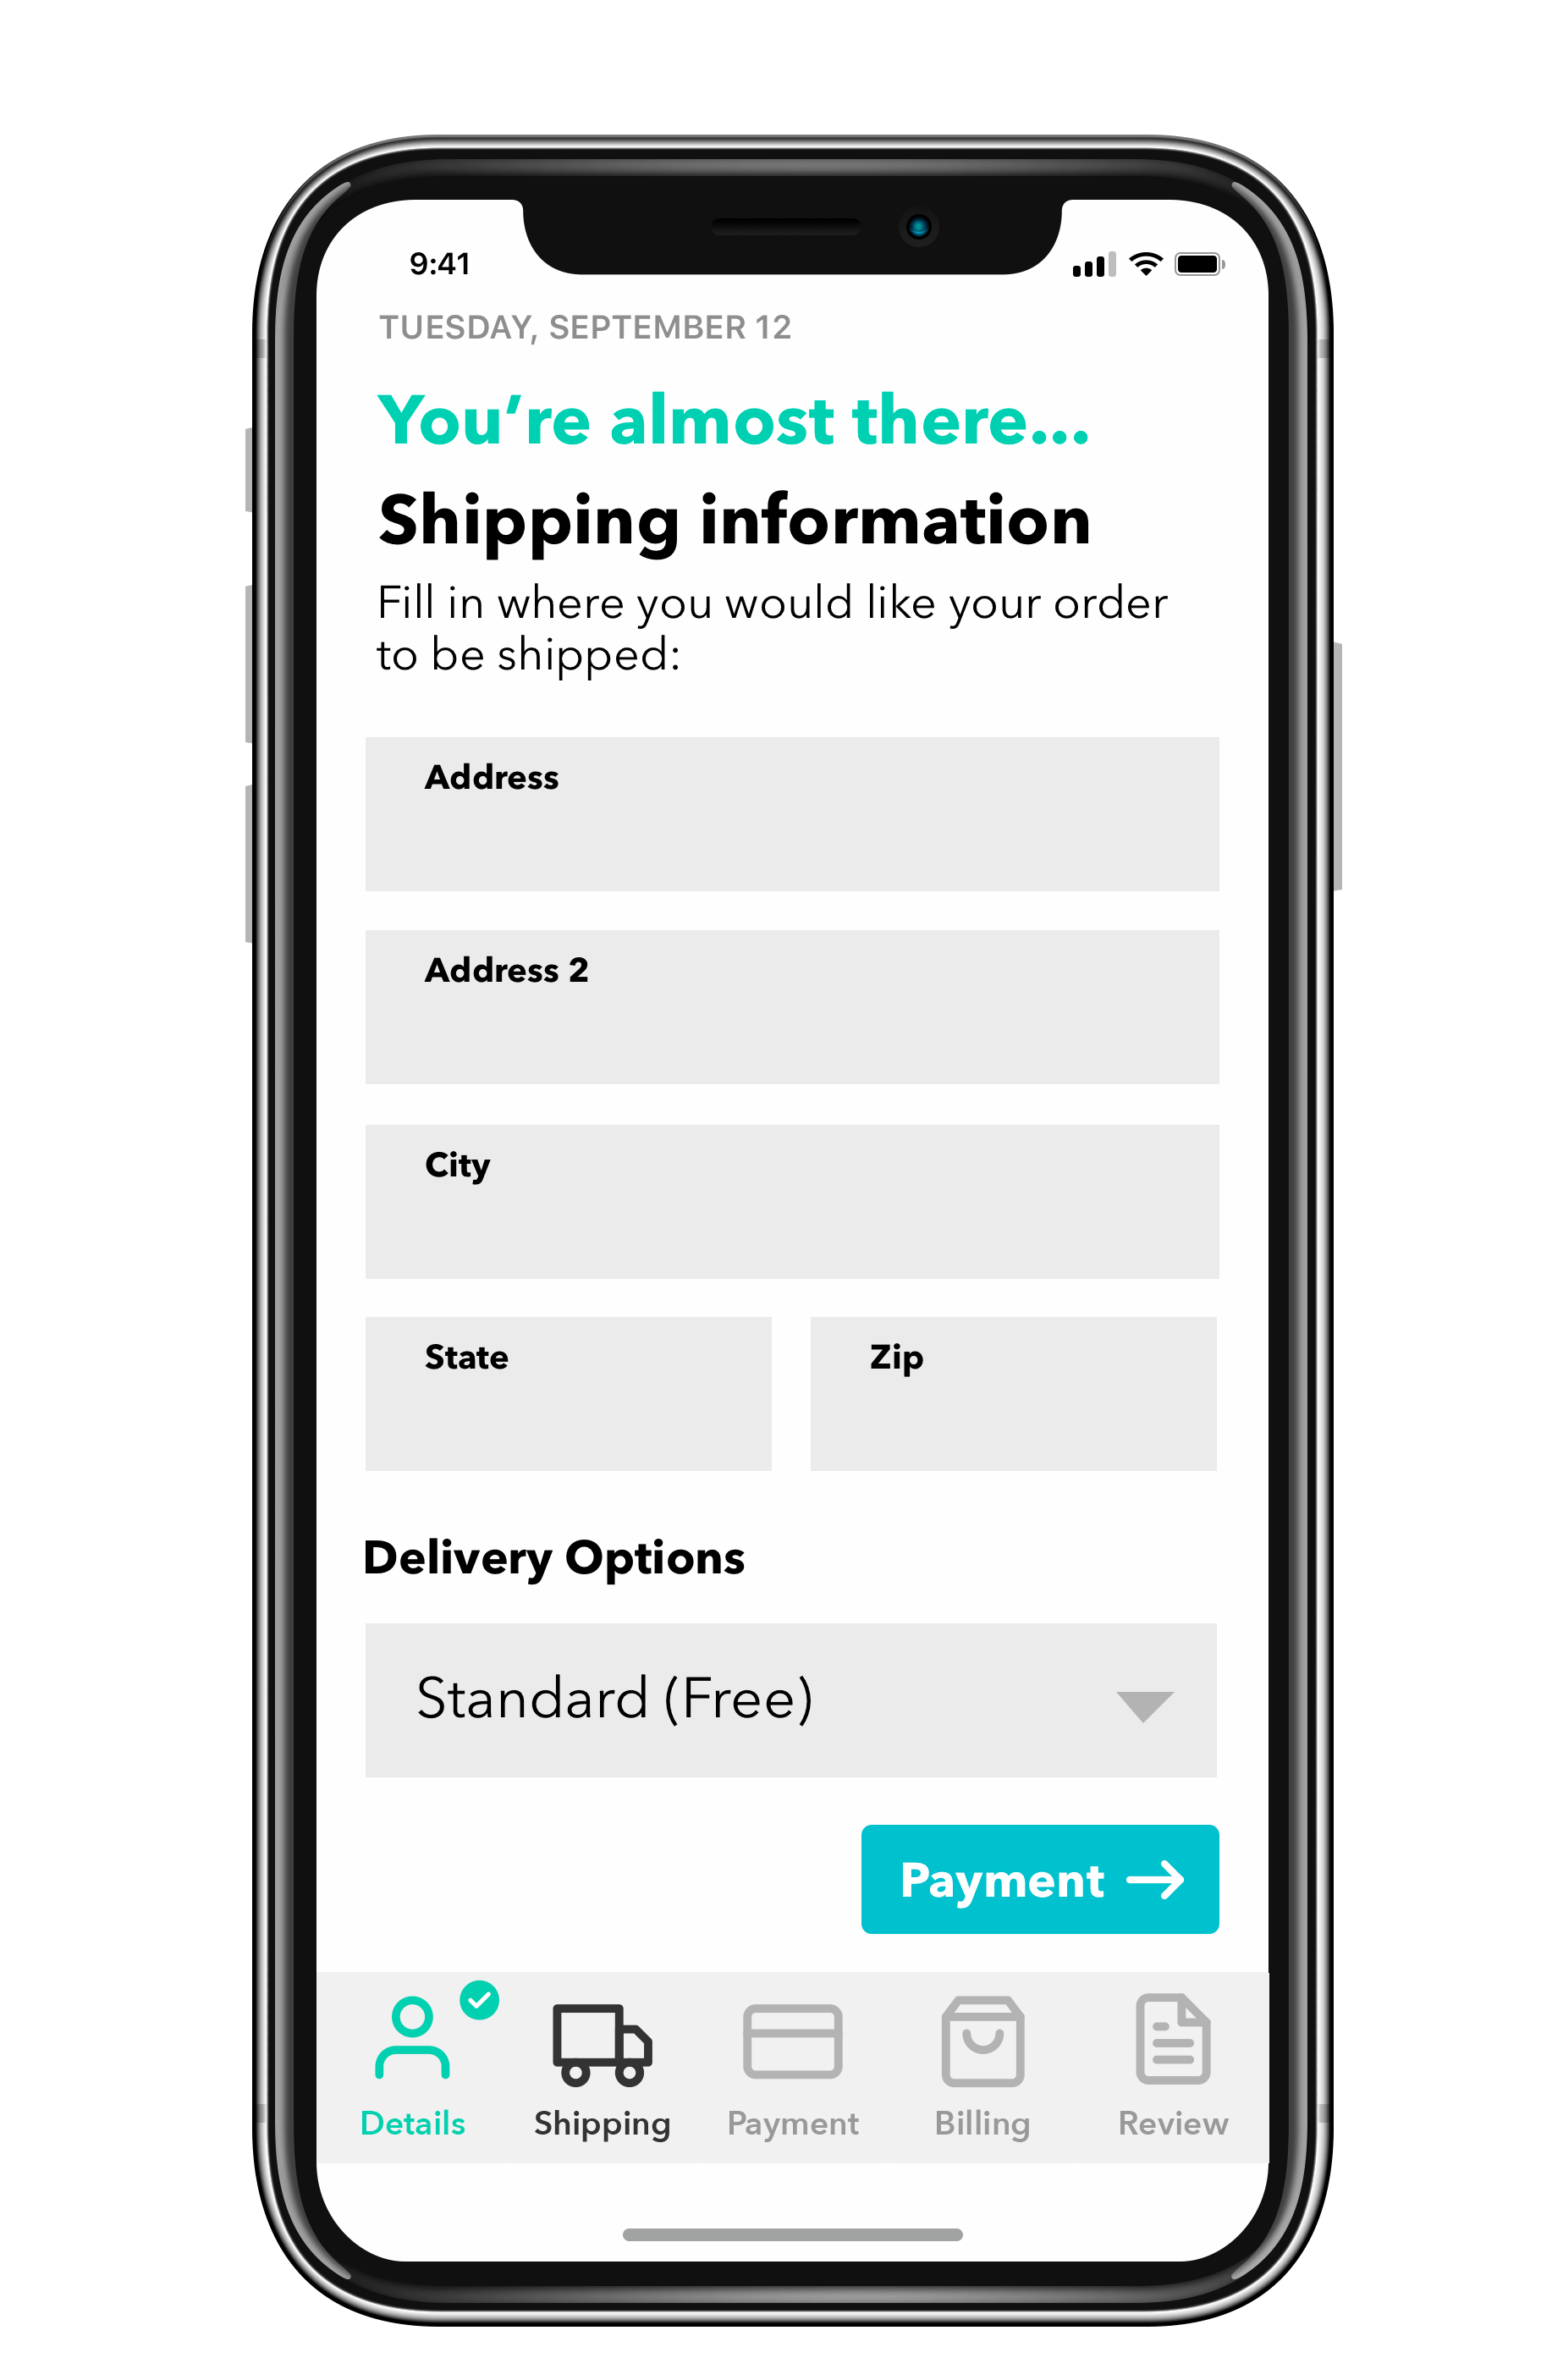 9:41
TUESDAY, SEPTEMBER 12
You’re almost there...
Shipping information
Fill in where you would like your order
to be shipped:
Address
Address 2
City
State Zip
Delivery Options
Standard (Free)
Payment
Details Shipping Payment Billing Review